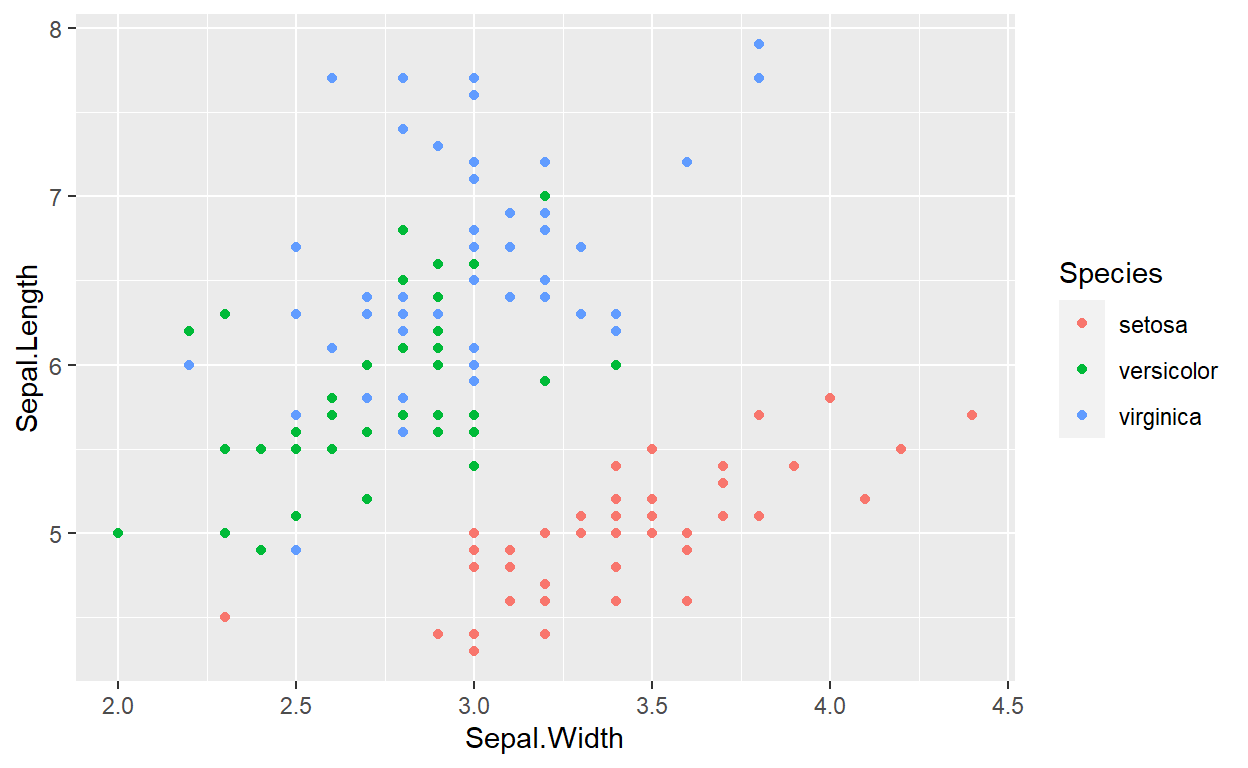 8
7
6
5
Sepal.Length
2.0 2.5 3.0 3.5 4.0 4.5
Sepal.Width
Species
setosa
versicolor
virginica